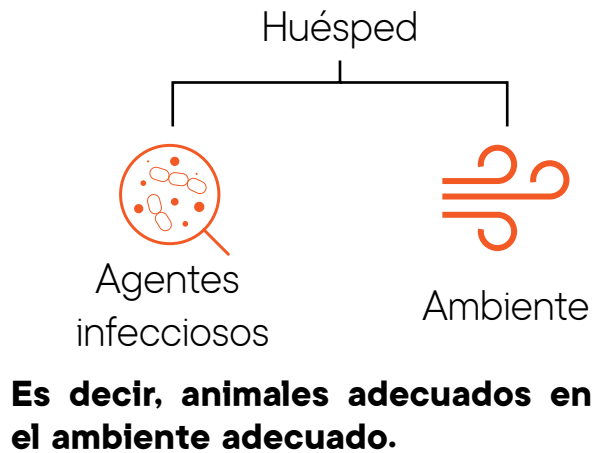 Huésped
Agentes
infecciosos
Ambiente
Es decir, animales adecuados en
el ambiente adecuado.